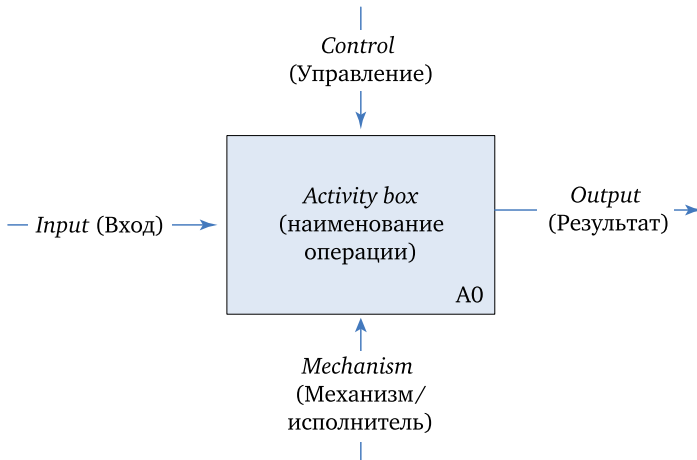 Control
(Управление)
Activity box
(наименование
операции)
A0
Input (Вход)
Output
(Результат)
Mechanism
(Механизм/
исполнитель)